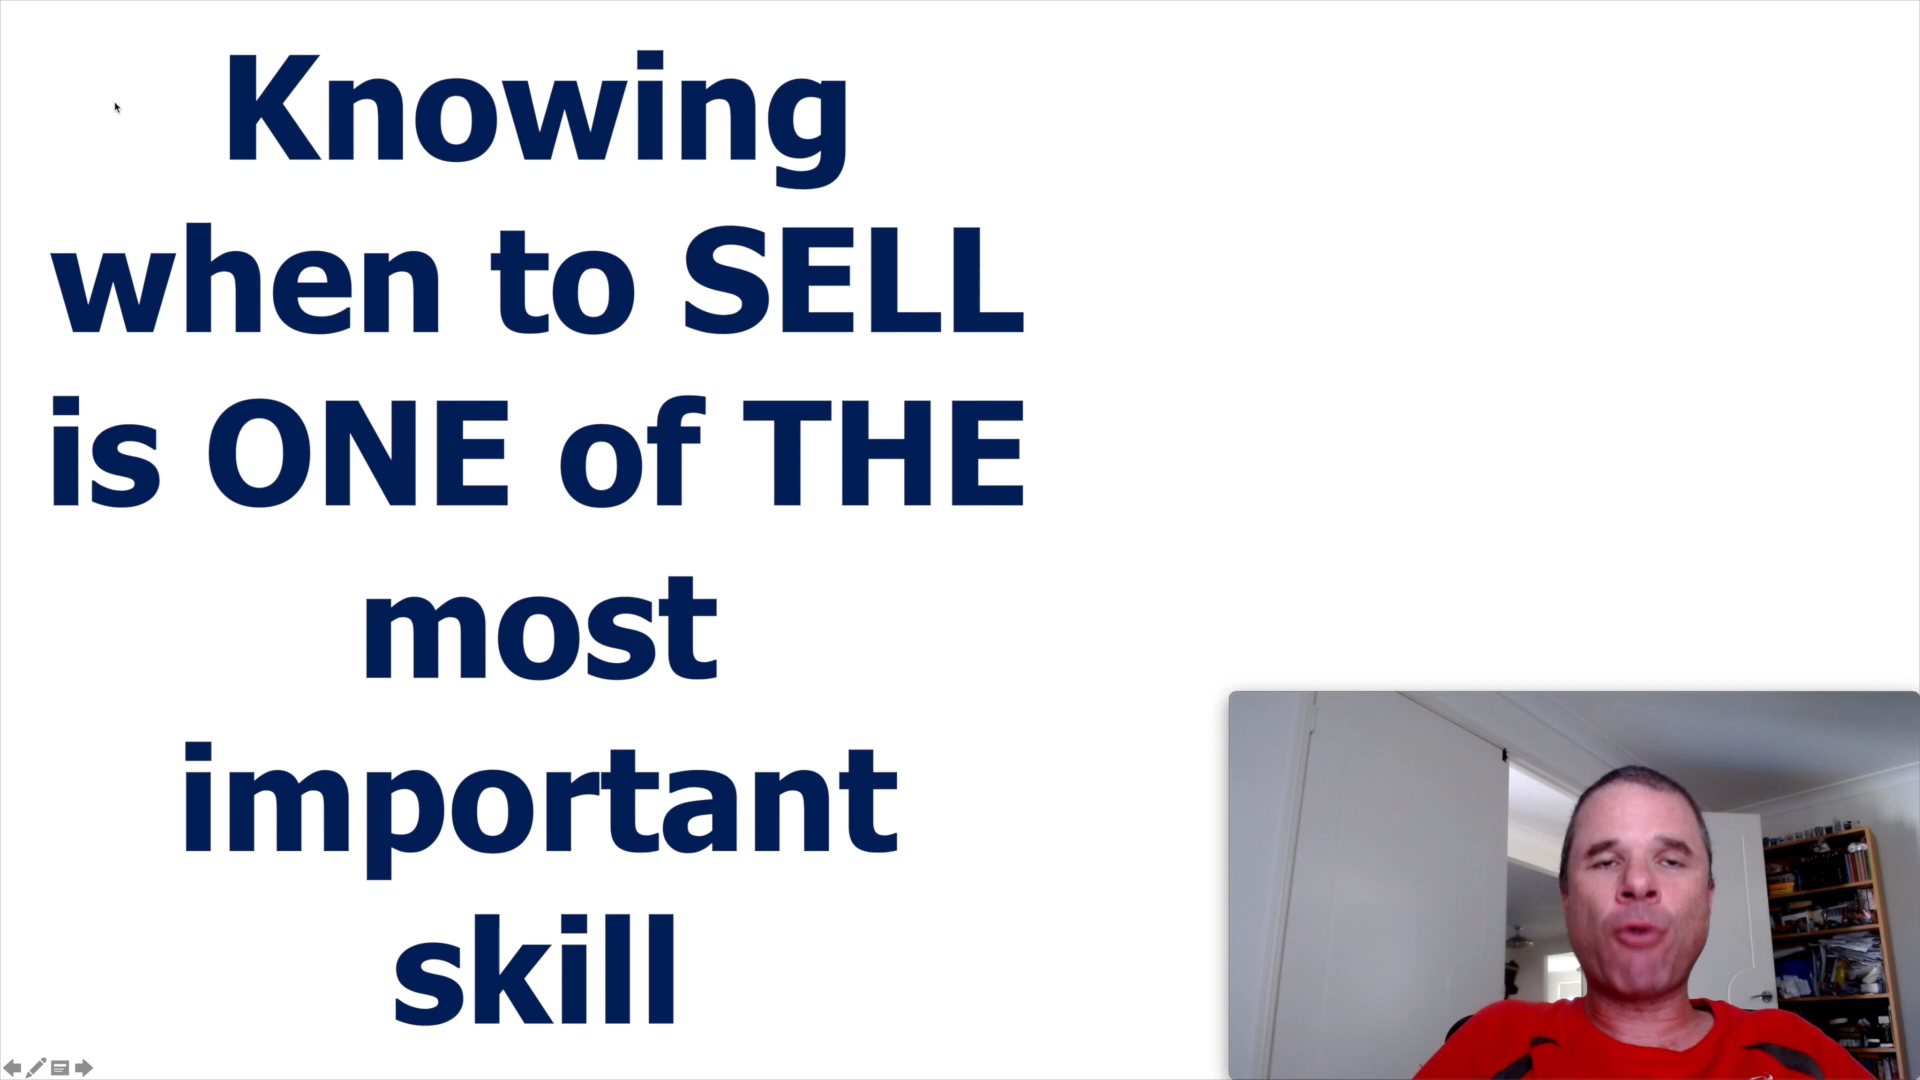 Knowing
when to SELL
is ONE of THE
most
important
skill